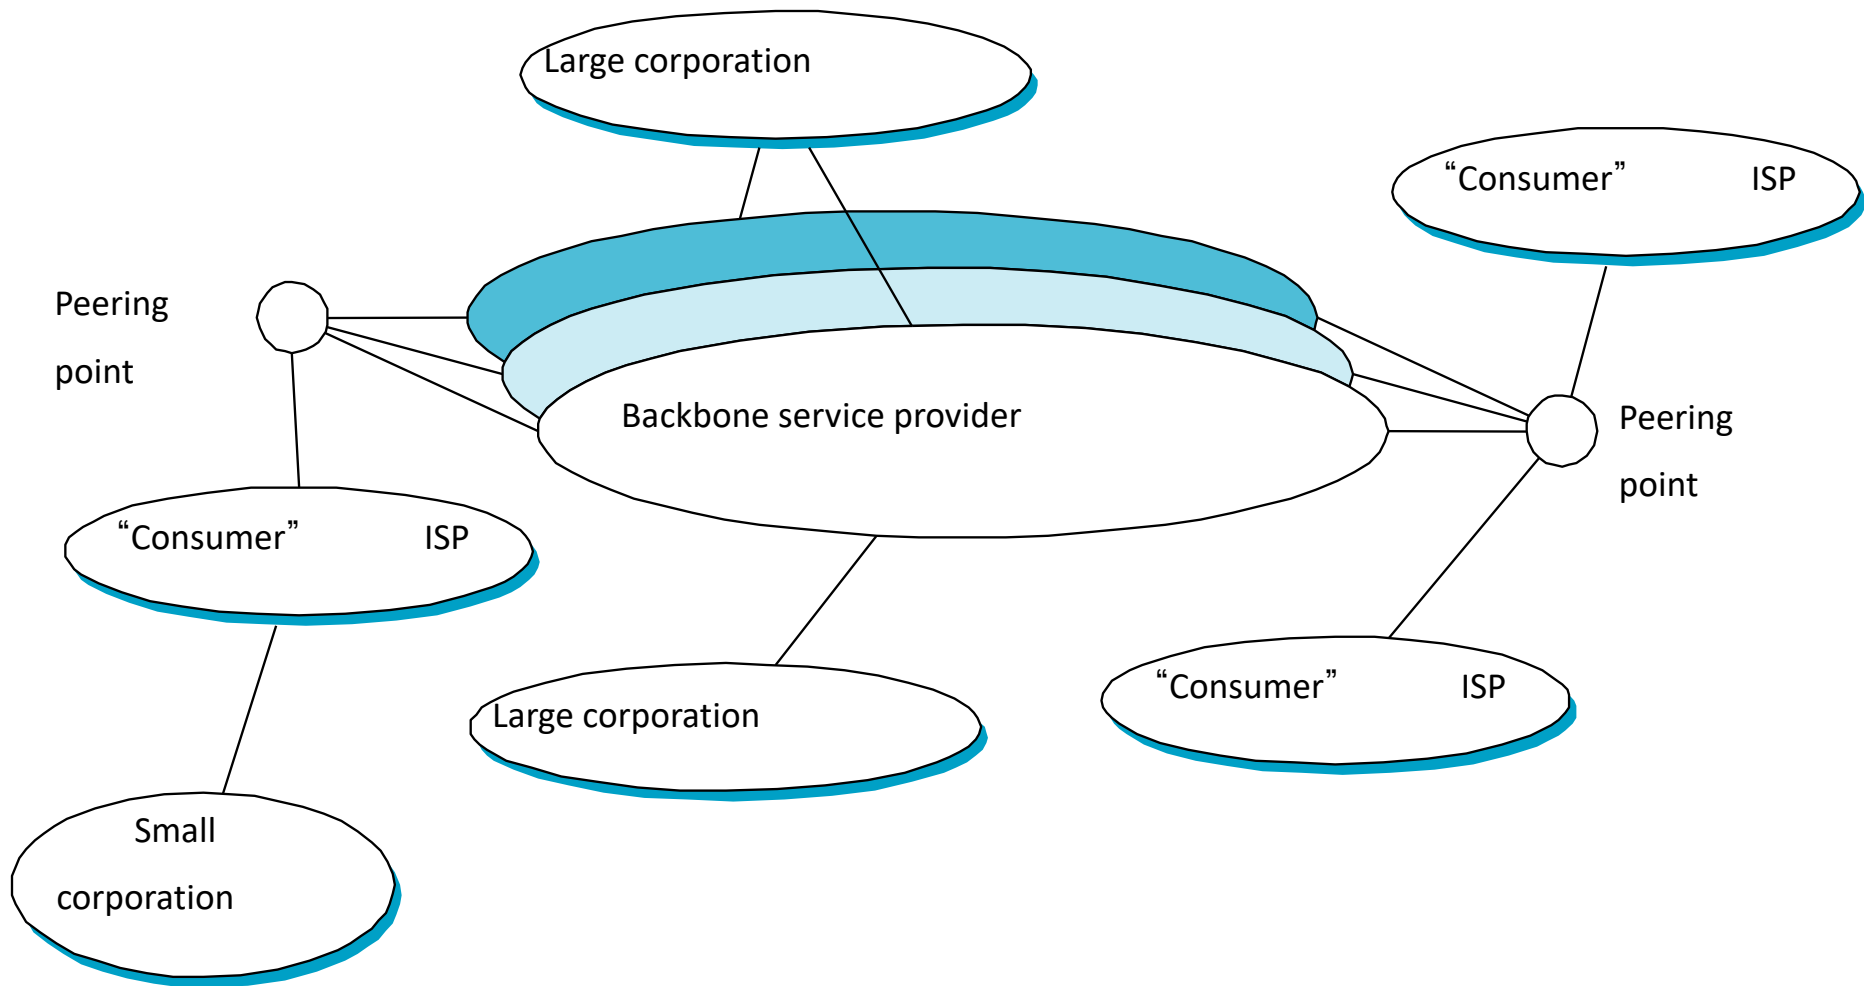 Large corporation
“Consumer” ISP
Peering
point
Backbone service provider
Peering
point
“Consumer” ISP
Large corporation
“Consumer” ISP
Small
corporation